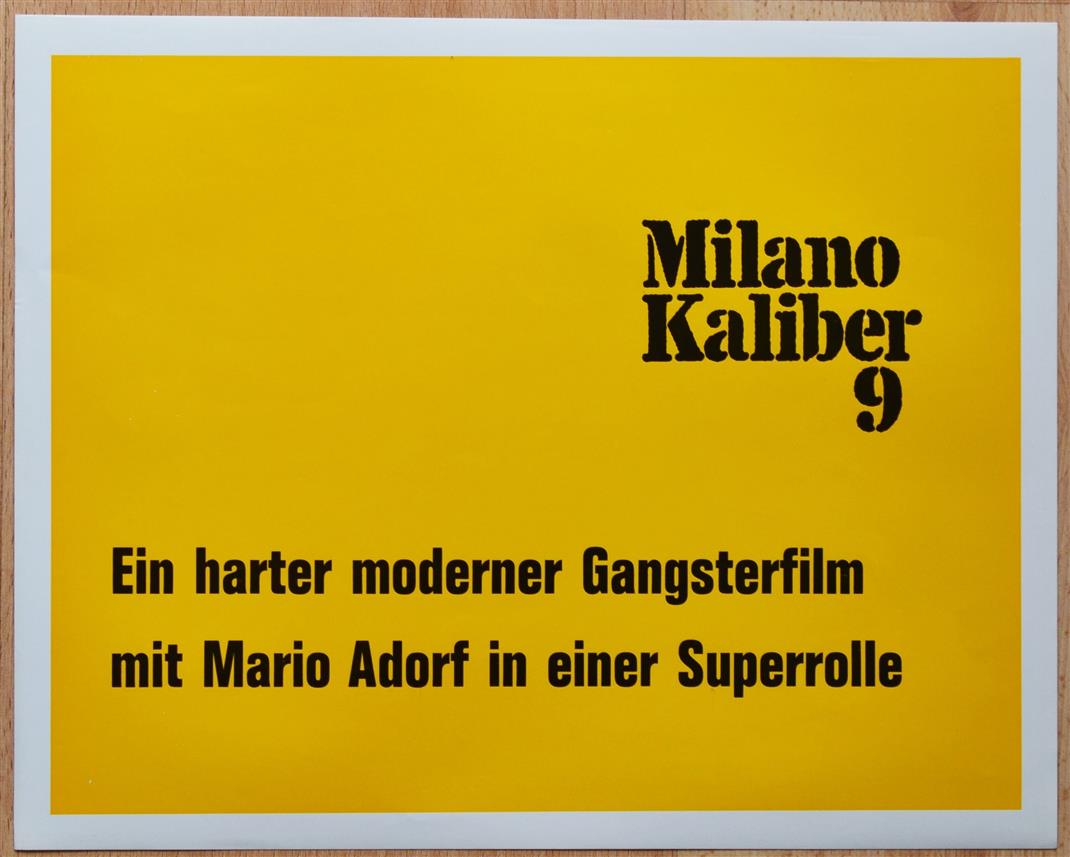 Milano
Kaliber
9
Ein harter moderner Gangsterfilm
mit Mario Adorf in einer Superrolle